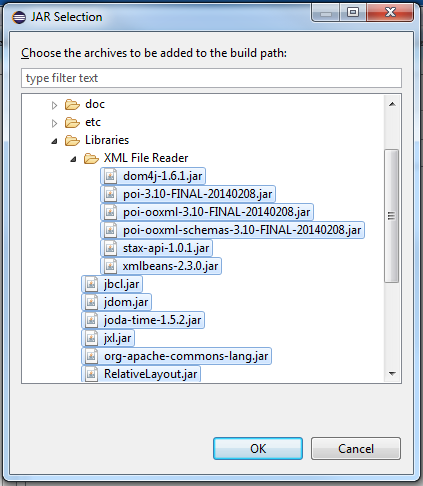 JAR Selection
Choose the archives to be added to the build path:
type filter text
doc
etc
Libraries
XML File Reader
dom4j-1.6.1.jar
poi-3.10-FINAL-20140208.jar
poi-ooxml-3.10-FINAL-20140208.jar
poi-ooxml-schemas-3.10-FINAL-20140208.jar
stax-api-1.0.1.jar
xmlbeans-2.3.0.jar
jbcl.jar
jdom.jar
joda-time-1.5.2.jar
jxl.jar
org-apache-commons-lang.jar
RelativeLayout.jar
OK Cancel